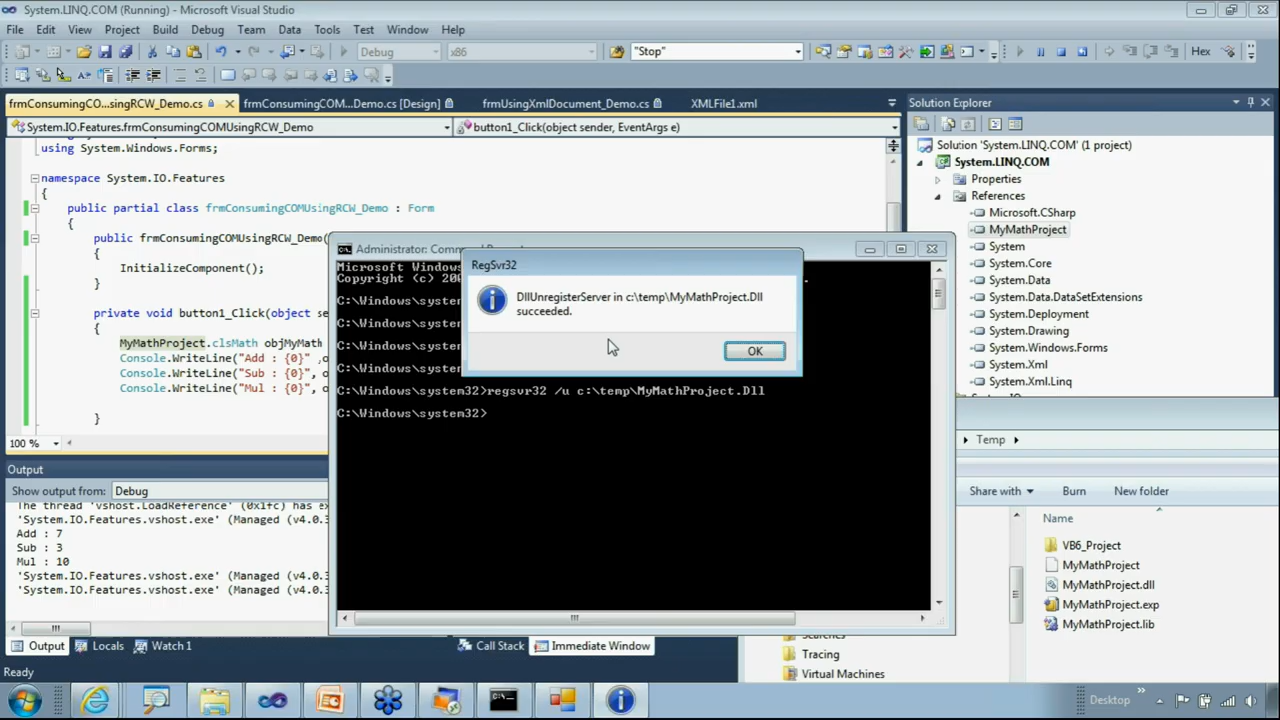 System.LINQ.COM (Running) - Microsoft Visual Studio
File Edit View Project Build Debug Team Data Tools Test Window Help
Debug x86 "Stop" Hex
frmConsumingCO...singRCW_Demo.cs frmConsumingCOM...Demo.cs [Design] frmUsingXmlDocument_Demo.cs XMLFile1.xml
System.IO.Features.frmConsumingCOMUsingRCW_Demo button1_Click(object sender, EventArgs e)
using System.Windows.Forms;
namespace System.IO.Features
{
public partial class frmConsumingCOMUsingRCW_Demo : Form
{
public frmConsumingCOMUsingRCW_Demo(
{
InitializeComponent();
}
private void button1_Click(object se
{
MyMathProject.clsMath objMyMath
Console.WriteLine("Add : {0}" ,o
Console.WriteLine("Sub : {0}", o
Console.WriteLine("Mul : {0}", o
}
100 %
Output
Show output from: Debug
The thread 'vshost.LoadReference' (0x1fc) has ex
'System.IO.Features.vshost.exe' (Managed (v4.0.3
Add : 7
Sub : 3
Mul : 10
'System.IO.Features.vshost.exe' (Managed (v4.0.3
'System.IO.Features.vshost.exe' (Managed (v4.0.3
Output Locals Watch 1 Call Stack Immediate Window
Ready
Administrator: Comm
Microsoft Windows
Copyright (c) 200
C:\Windows\system
C:\Windows\system
C:\Windows\system
C:\Windows\system
C:\Windows\system32>regsvr32 /u c:\temp\MyMathProject.Dll
C:\Windows\system32>
RegSvr32
DllUnregisterServer in c:\temp\MyMathProject.Dll
succeeded.
OK
Solution Explorer
Solution 'System.LINQ.COM' (1 project)
System.LINQ.COM
Properties
References
Microsoft.CSharp
MyMathProject
System
System.Core
System.Data
System.Data.DataSetExtensions
System.Deployment
System.Drawing
System.Windows.Forms
System.Xml
System.Xml.Linq
Temp
Share with Burn New folder
Name
VB6_Project
MyMathProject
MyMathProject.dll
MyMathProject.exp
MyMathProject.lib
Searches
Tracing
Virtual Machines
Desktop